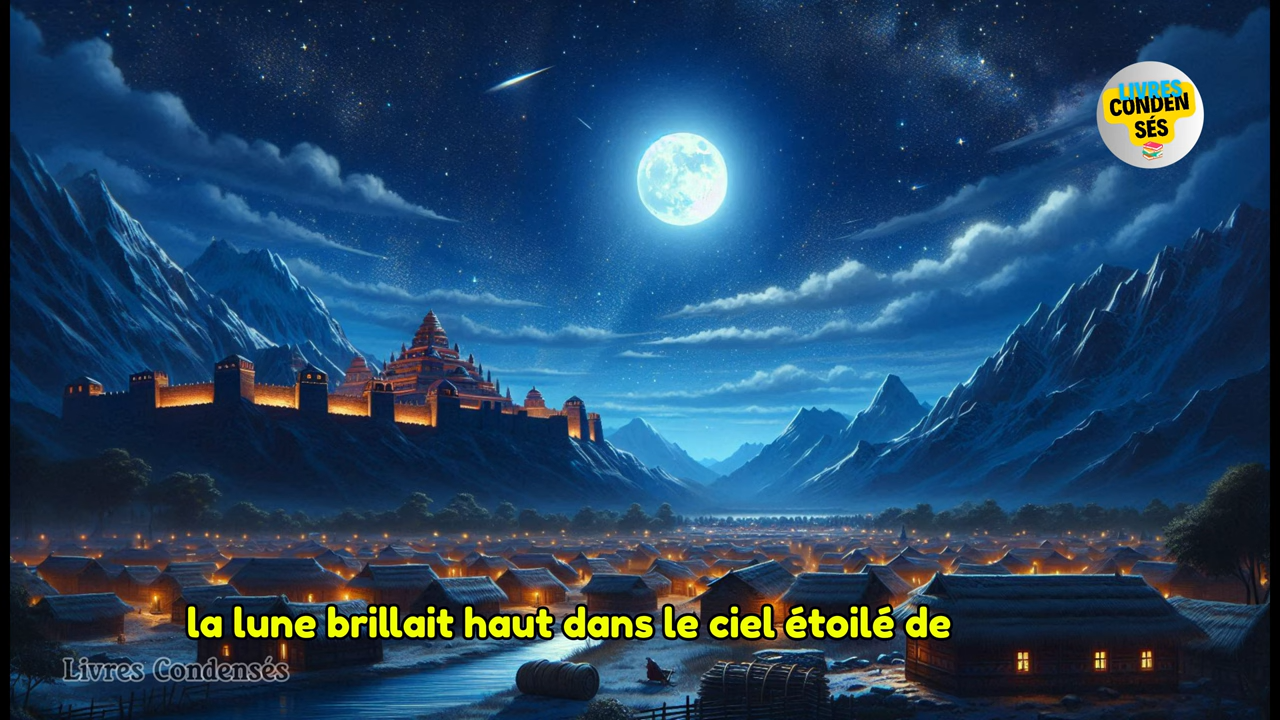 LIVRES
CONDEN
SÉS
la lune brillait haut dans le ciel étoilé de
Livres Condensés